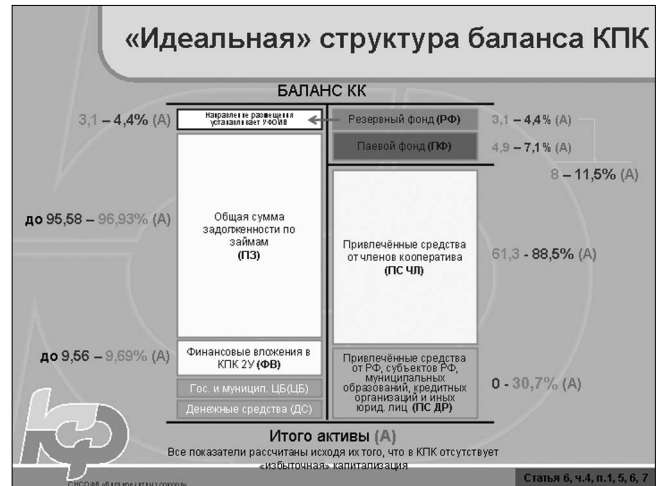 «Идеальная» структура баланса КПК
БАЛАНС КК
3,1 – 4,4% (А)
Направление размещения
устанавливает УФОИВ
Резервный фонд (РФ)
3,1 – 4,4% (А)
Паевой фонд (ПФ)
4,9 – 7,1% (А)
8 – 11,5% (А)
до 95,58 – 96,93% (А)
Общая сумма
задолженности по
займам
(ПЗ)
Привлечённые средства
от членов кооператива
(ПС ЧЛ)
61,3 - 88,5% (А)
до 9,56 – 9,69% (А)
Финансовые вложения в
КПК 2У (ФВ)
Гос. и муницип. ЦБ(ЦБ)
Денежные средства (ДС)
Привлечённые средства
от РФ, субъектов РФ,
муниципальных
образований, кредитных
организаций и иных
юрид. лиц (ПС ДР)
0 - 30,7% (А)
Итого активы (А)
Все показатели рассчитаны исходя их того, что в КПК отсутствует
«избыточная» капитализация
Статья 6, ч.4, п.1, 5, 6, 7